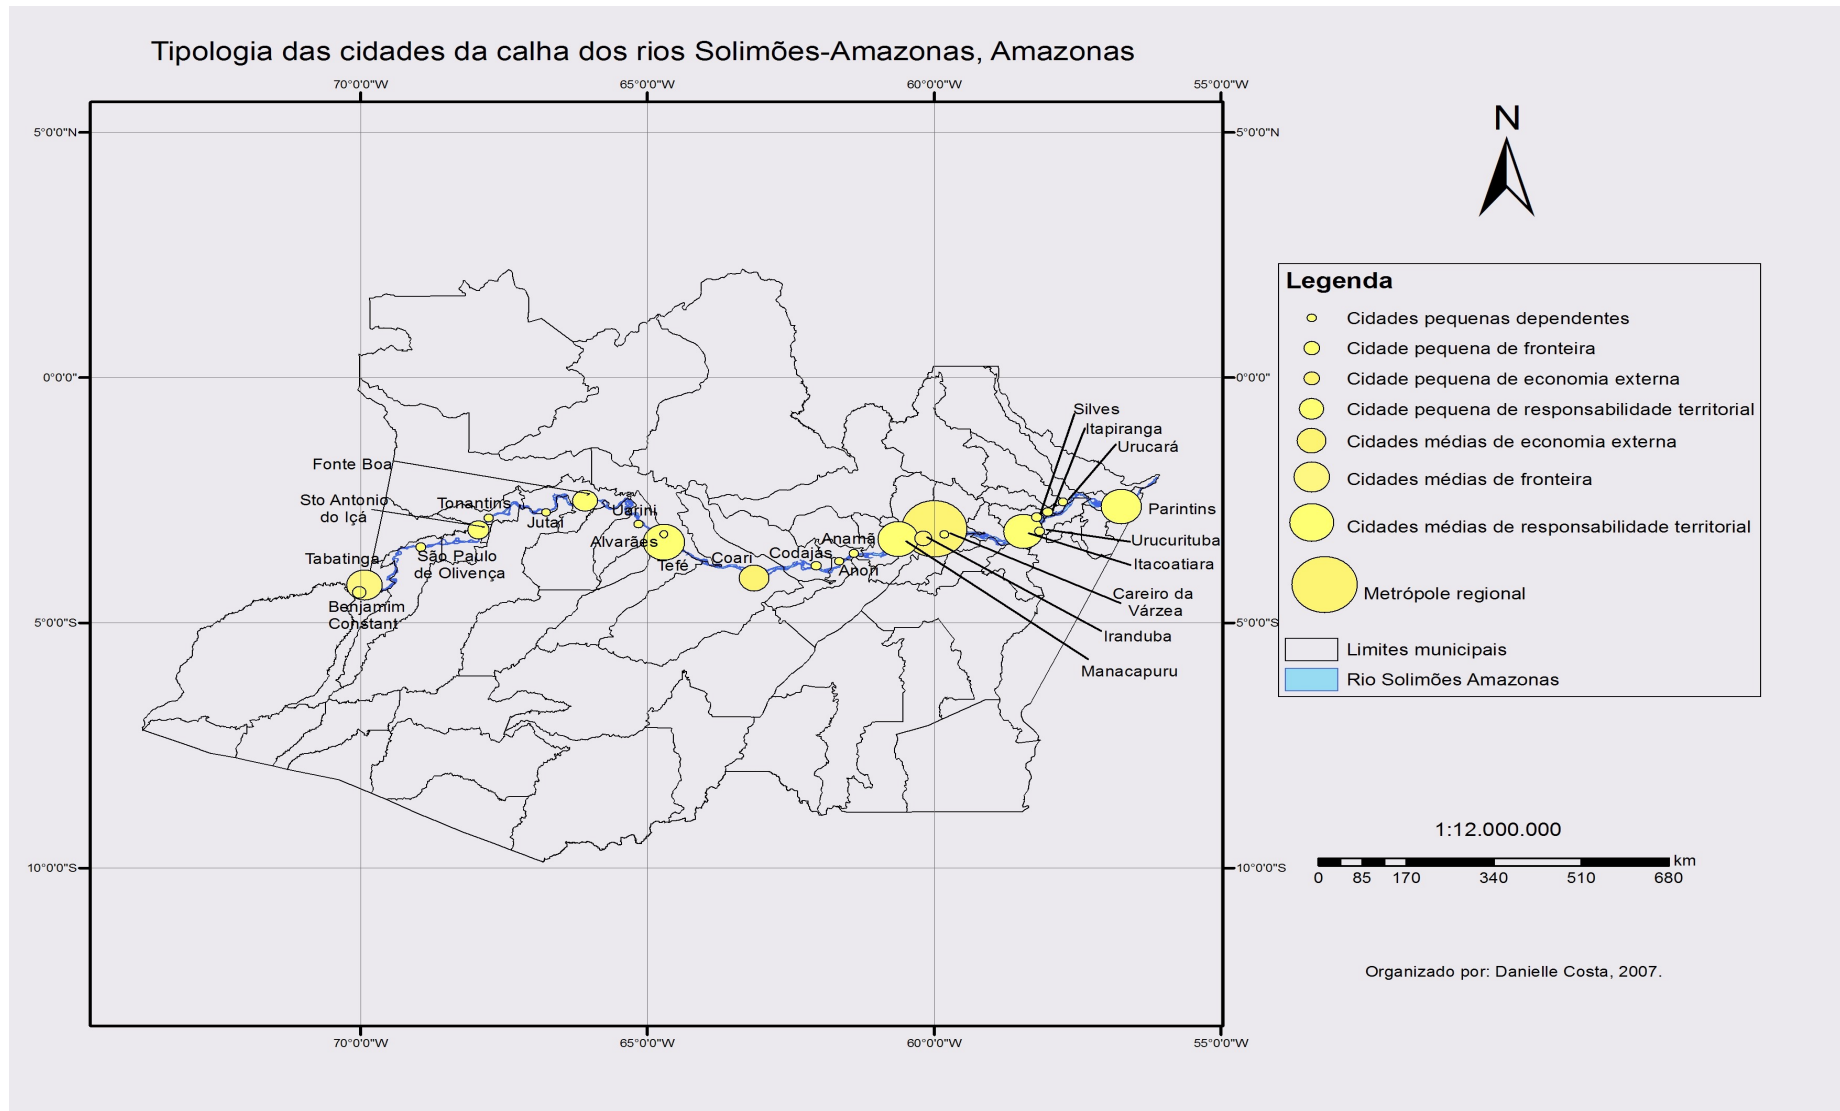 Tipologia das cidades da calha dos rios Solimões-Amazonas, Amazonas
70°0'0"W
65°0'0"W
60°0'0"W
55°0'0"W
5°0'0"N
5°0'0"N
0°0'0"
0°0'0"
5°0'0"S
5°0'0"S
10°0'0"S
10°0'0"S
70°0'0"W
65°0'0"W
60°0'0"W
55°0'0"W
Silves
Itapiranga
Urucará
Fonte Boa
Sto Antonio
do Içá
Tonantins
Jutaí
Uarini
Parintins
Alvarães
Anamã
Urucurituba
Tabatinga
São Paulo
de Olivença
Tefé
Coari
Codajás
Anori
Itacoatiara
Benjamim
Constant
Careiro da
Várzea
Iranduba
Manacapuru
N
Legenda
Cidades pequenas dependentes
Cidade pequena de fronteira
Cidade pequena de economia externa
Cidade pequena de responsabilidade territorial
Cidades médias de economia externa
Cidades médias de fronteira
Cidades médias de responsabilidade territorial
Metrópole regional
Limites municipais
Rio Solimões Amazonas
1:12.000.000
km
0 85 170 340 510 680
Organizado por: Danielle Costa, 2007.